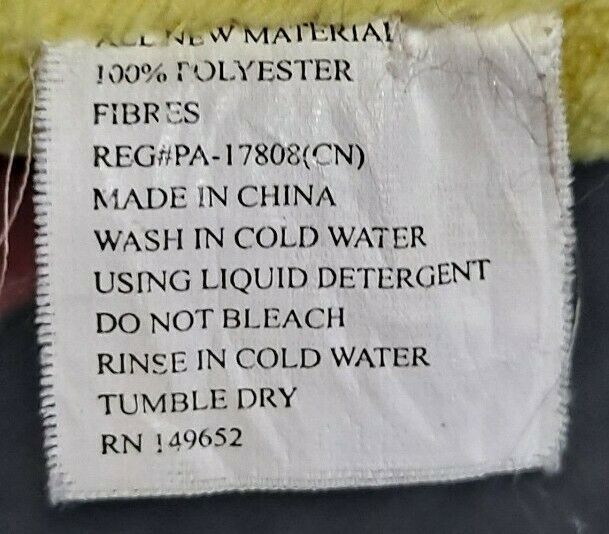 ALL NEW MATERIAL
100% POLYESTER
FIBRES
REG#PA-17808(CN)
MADE IN CHINA
WASH IN COLD WATER
USING LIQUID DETERGENT
DO NOT BLEACH
RINSE IN COLD WATER
TUMBLE DRY
RN 149652